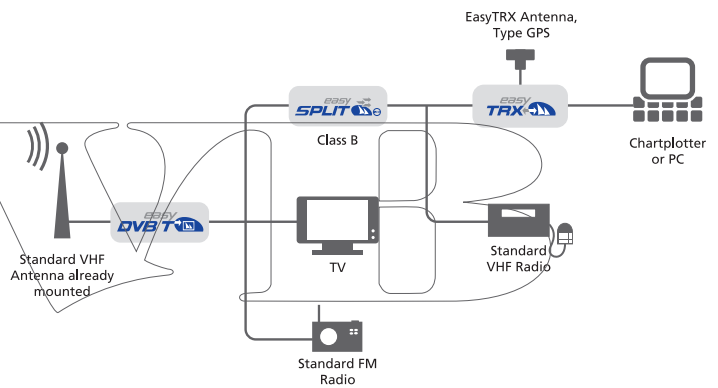 EasyTRX Antenna,
Type GPS
easy
SPLIT
easy
TRX
Class B
Chartplotter
or PC
easy
DVBT
Standard VHF
Antenna already
mounted
TV
Standard
VHF Radio
Standard FM
Radio